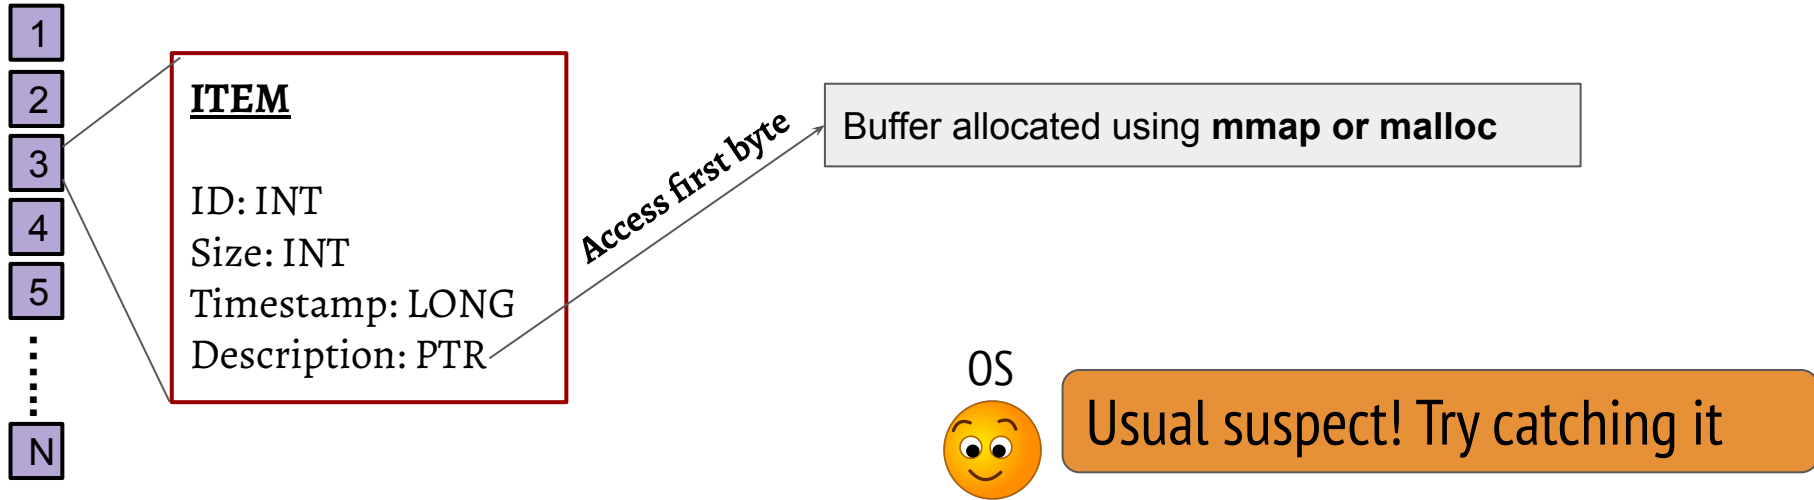 1
2
3
4
5
N
ITEM
ID: INT
Size: INT
Timestamp: LONG
Description: PTR
Access first byte
Buffer allocated using mmap or malloc
OS
Usual suspect! Try catching it